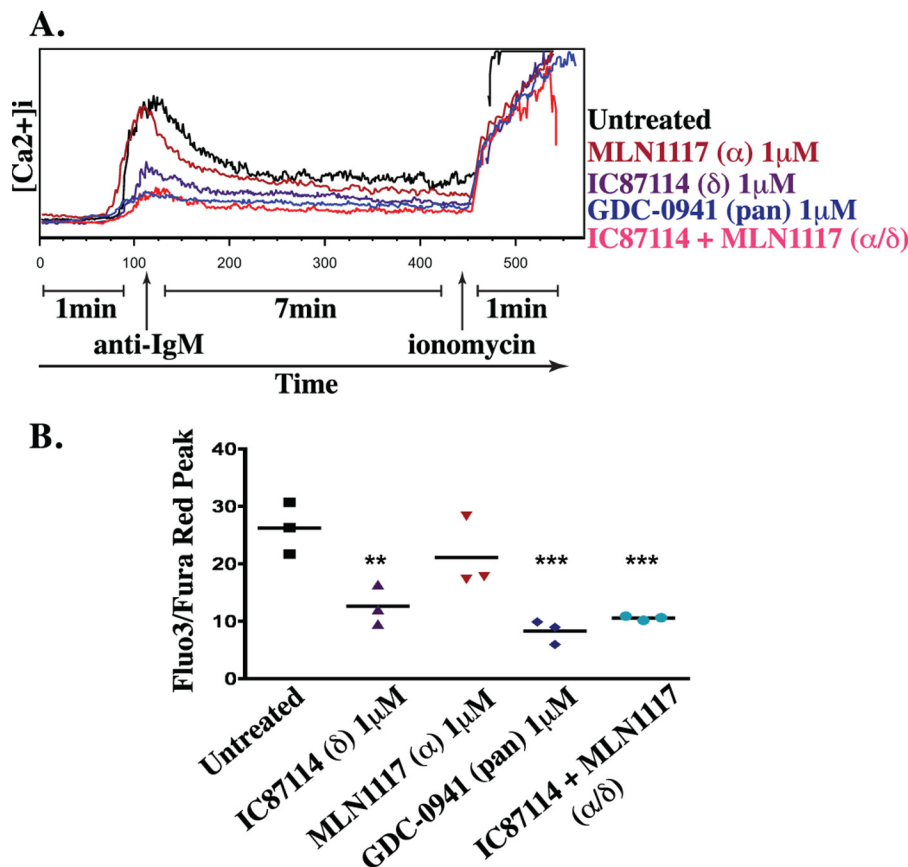 A.
[Ca2+]i
Untreated
MLN1117 (α) 1μM
IC87114 (δ) 1μM
GDC-0941 (pan) 1μM
IC87114 + MLN1117 (α/δ)
0 100 200 300 400 500
1min 7min 1min
anti-IgM ionomycin
Time
B.
Fluo3/Fura Red Peak
40
30
20
10
0
** *** ***
Untreated
IC87114 (δ) 1μM
MLN1117 (α) 1μM
GDC-0941 (pan) 1μM
IC87114 + MLN1117
(α/δ)